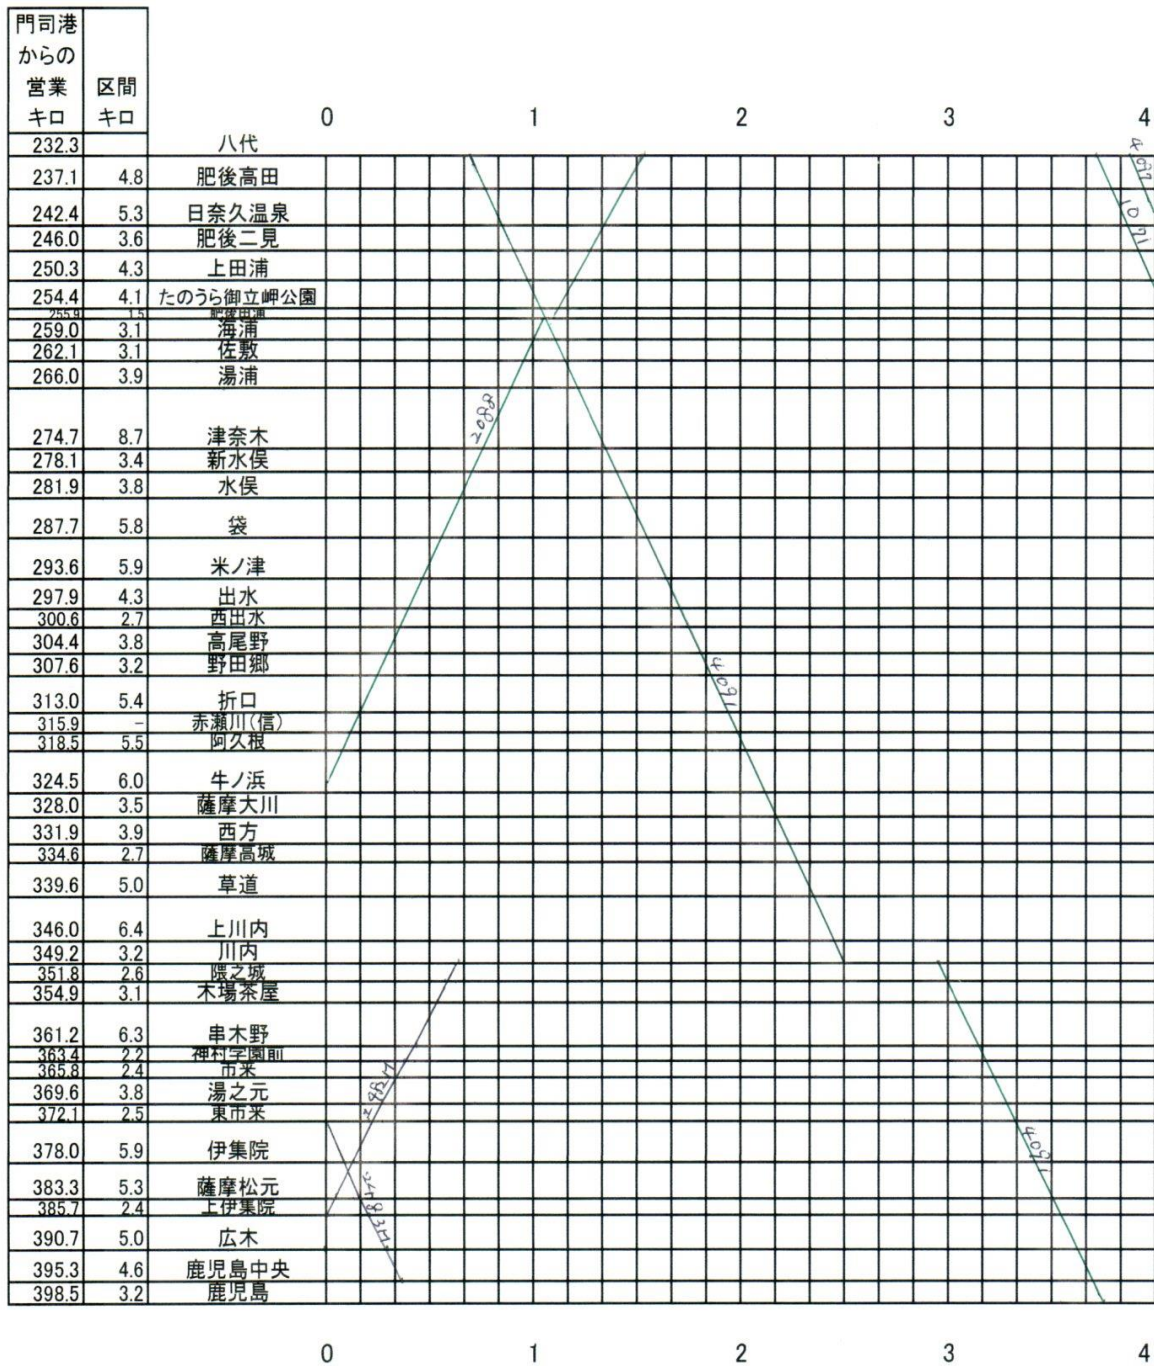 門司港
からの
営業
キロ
区間
キロ
0 1 2 3 4
232.3 八代
237.1 4.8 肥後高田
242.4 5.3 日奈久温泉
246.0 3.6 肥後二見
250.3 4.3 上田浦
254.4 4.1 たのうら御立岬公園
255.9 1.5 肥後田浦
259.0 3.1 海浦
262.1 3.1 佐敷
266.0 3.9 湯浦
274.7 8.7 津奈木
278.1 3.4 新水俣
281.9 3.8 水俣
287.7 5.8 袋
293.6 5.9 米ノ津
297.9 4.3 出水
300.6 2.7 西出水
304.4 3.8 高尾野
307.6 3.2 野田郷
313.0 5.4 折口
315.9 - 赤瀬川(信)
318.5 5.5 阿久根
324.5 6.0 牛ノ浜
328.0 3.5 薩摩大川
331.9 3.9 西方
334.6 2.7 薩摩高城
339.6 5.0 草道
346.0 6.4 上川内
349.2 3.2 川内
351.8 2.6 隈之城
354.9 3.1 木場茶屋
361.2 6.3 串木野
363.4 2.2 神村学園前
365.8 2.4 市来
369.6 3.8 湯之元
372.1 2.5 東市来
378.0 5.9 伊集院
383.3 5.3 薩摩松元
385.7 2.4 上伊集院
390.7 5.0 広木
395.3 4.6 鹿児島中央
398.5 3.2 鹿児島
2088
4091
4099
1071
2482M
4091
0 1 2 3 4